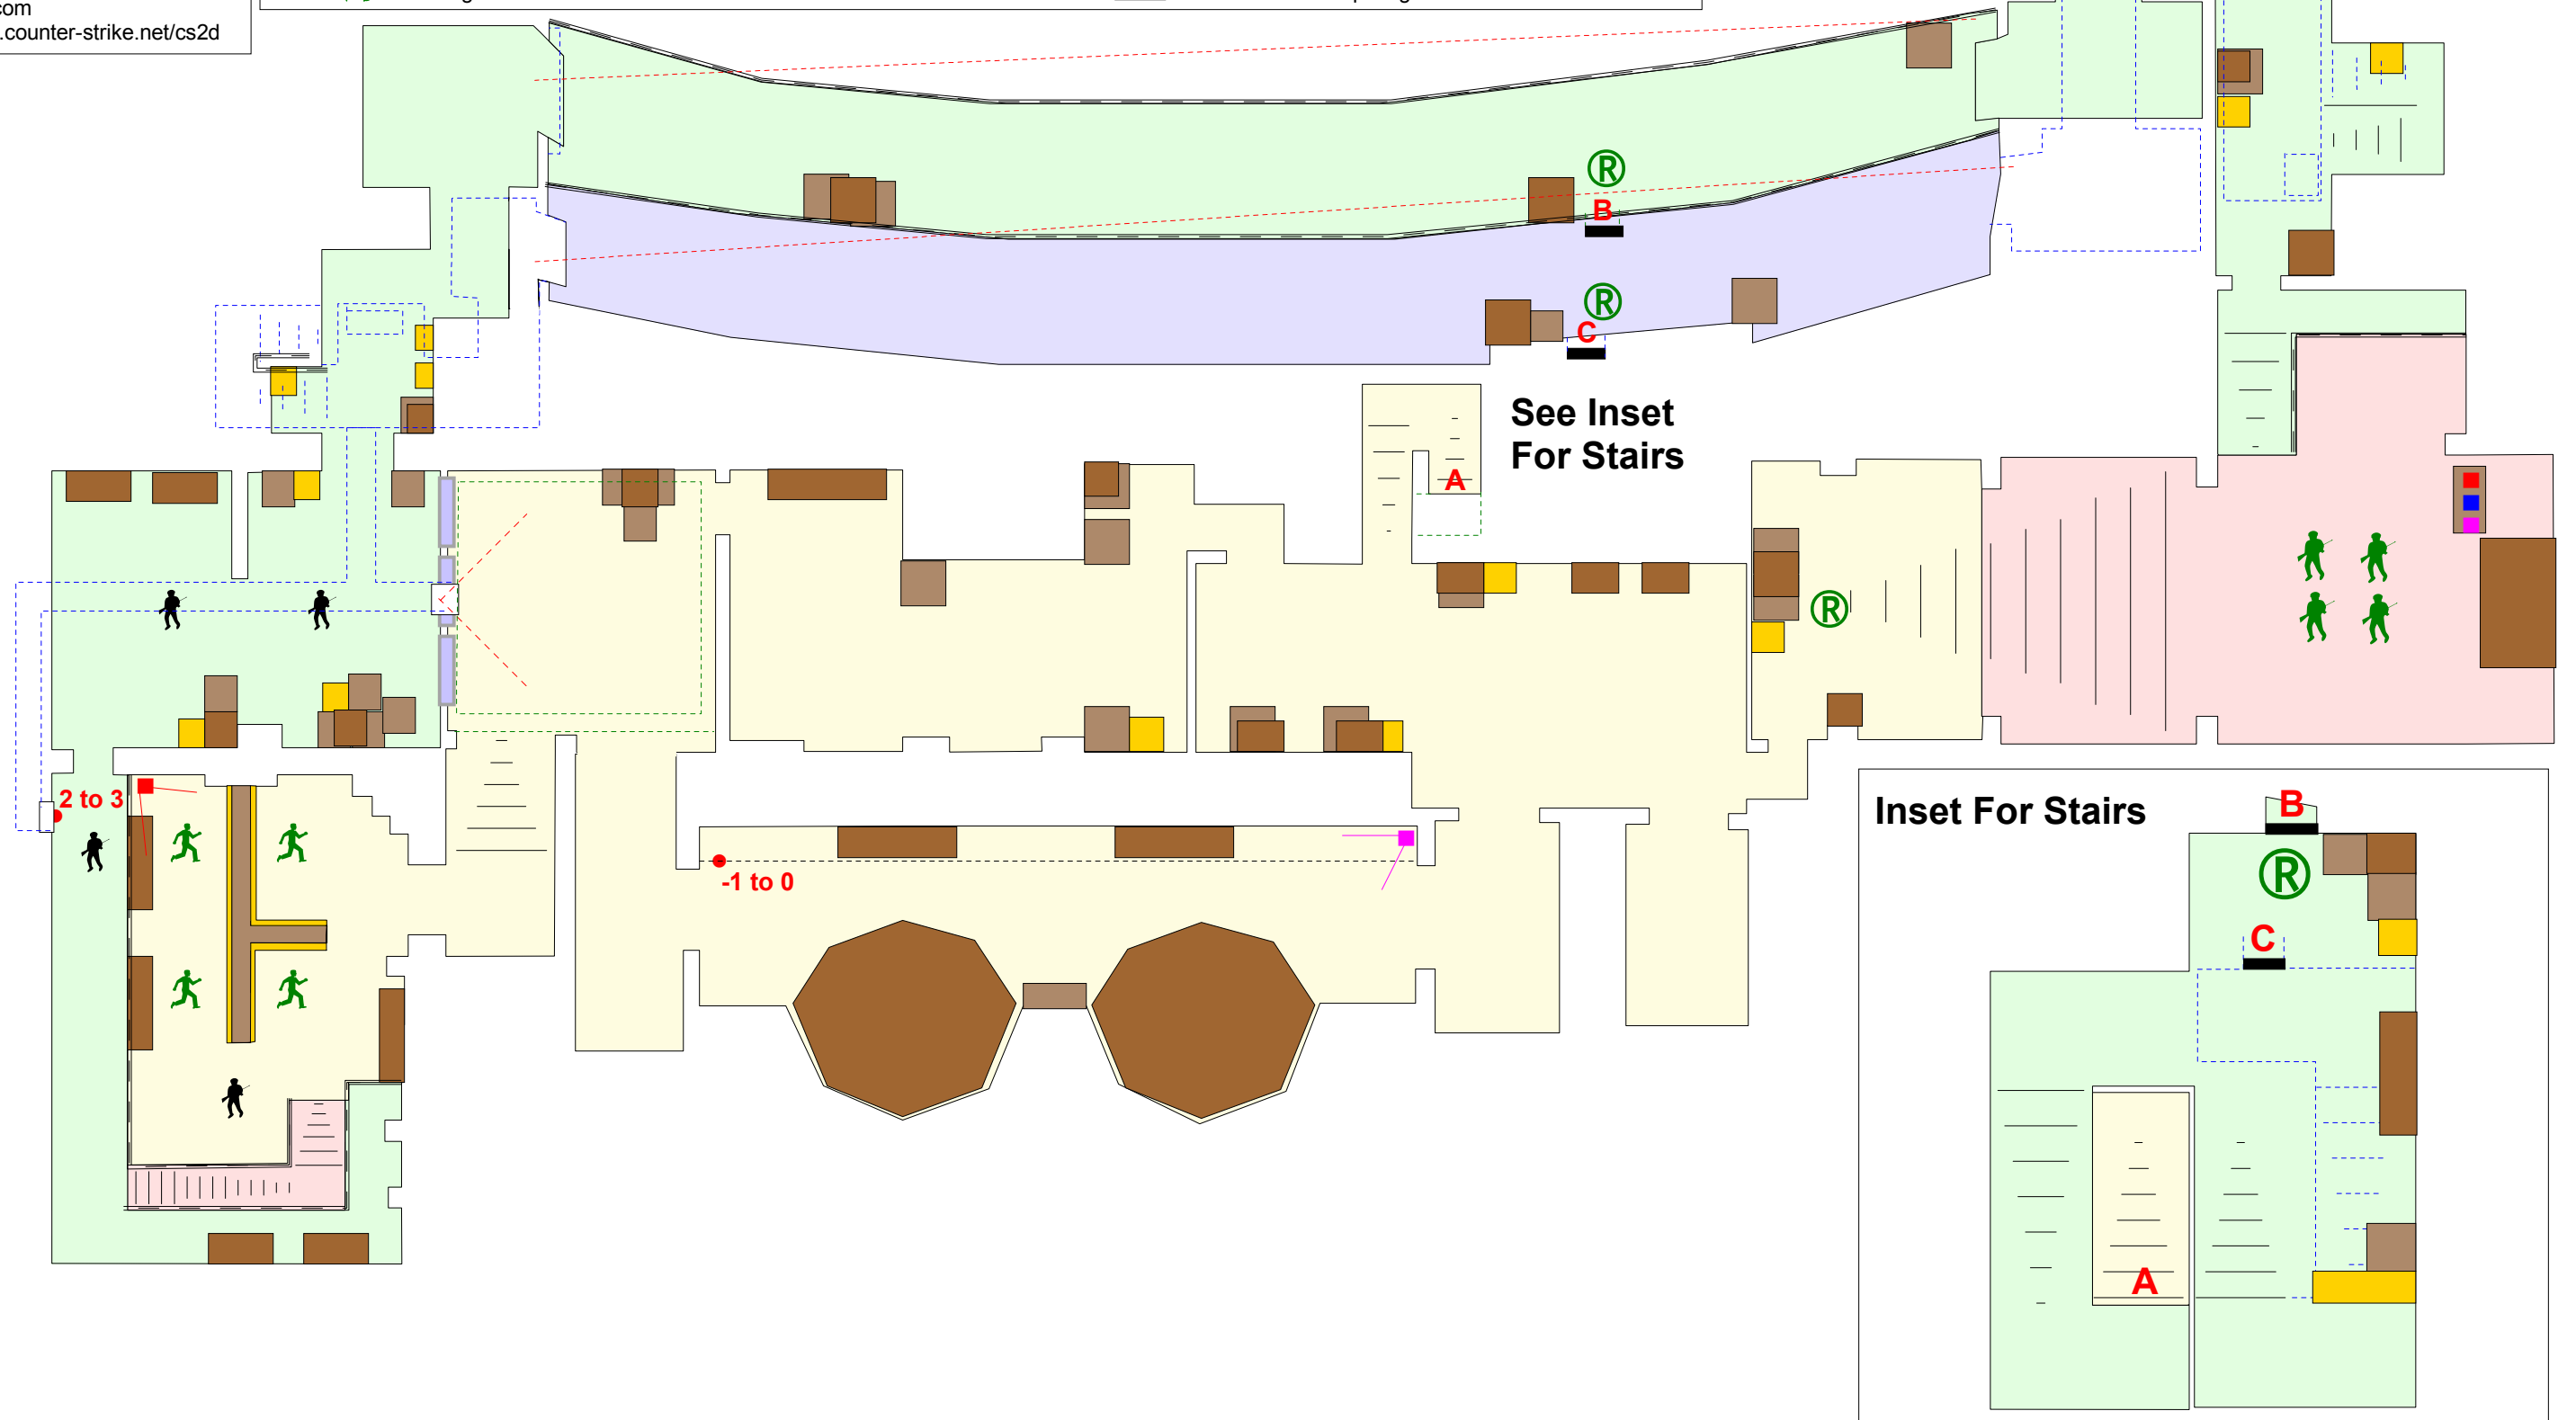 com
.counter-strike.net/cs2d
®
B
®
C
See Inset
For Stairs
A
®
2 to 3
-1 to 0
Inset For Stairs
B
®
C
A